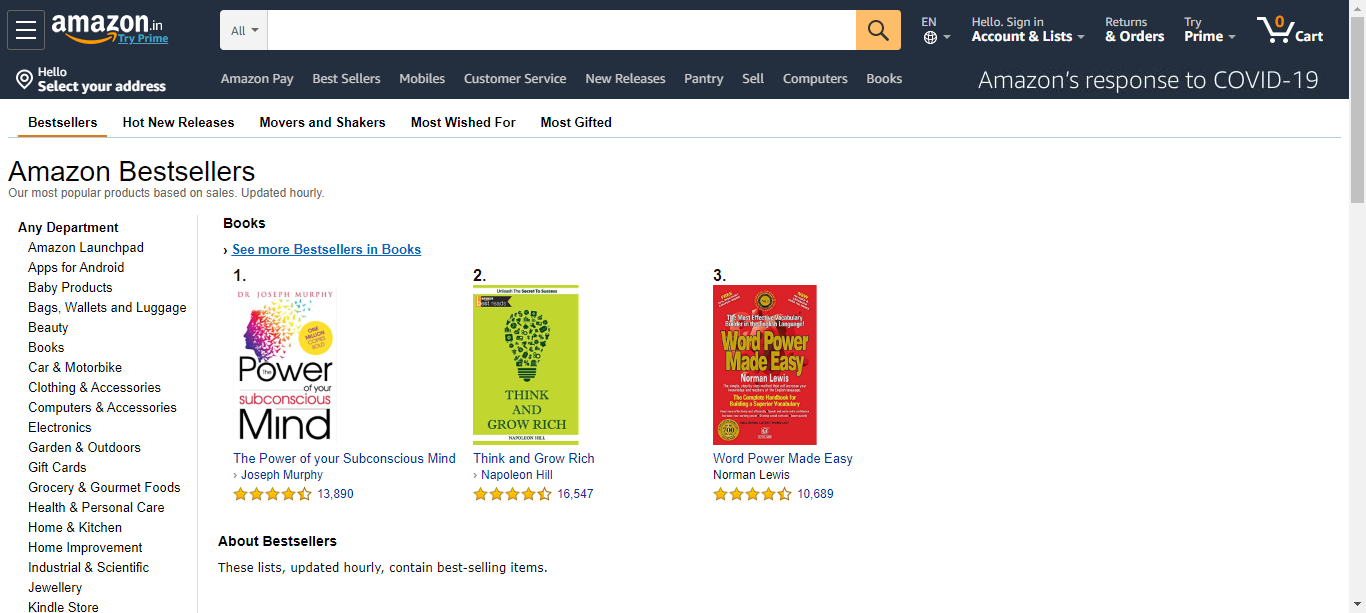 amazon.in
Try Prime
All
EN
Hello. Sign in
Account & Lists
Returns
& Orders
Try
Prime
0
Cart
Hello
Select your address
Amazon Pay
Best Sellers
Mobiles
Customer Service
New Releases
Pantry
Sell
Computers
Books
Amazon's response to COVID-19
Bestsellers
Hot New Releases
Movers and Shakers
Most Wished For
Most Gifted
Amazon Bestsellers
Our most popular products based on sales. Updated hourly.
Any Department
Amazon Launchpad
Apps for Android
Baby Products
Bags, Wallets and Luggage
Beauty
Books
Car & Motorbike
Clothing & Accessories
Computers & Accessories
Electronics
Garden & Outdoors
Gift Cards
Grocery & Gourmet Foods
Health & Personal Care
Home & Kitchen
Home Improvement
Industrial & Scientific
Jewellery
Kindle Store
Books
› See more Bestsellers in Books
1.
DR JOSEPH MURPHY
ONE
MILLION
COPIES
SOLD
The Power
of your
subconscious
Mind
The Power of your Subconscious Mind
› Joseph Murphy
13,890
2.
Unleash The Secret To Success
best reads
THINK
AND
GROW RICH
NAPOLEON HILL
Think and Grow Rich
› Napoleon Hill
16,547
3.
The Most Effective Vocabulary
Builder in the English Language!
Word Power
Made Easy
Norman Lewis
The Complete Handbook for
Building a Superior Vocabulary
Word Power Made Easy
Norman Lewis
10,689
About Bestsellers
These lists, updated hourly, contain best-selling items.